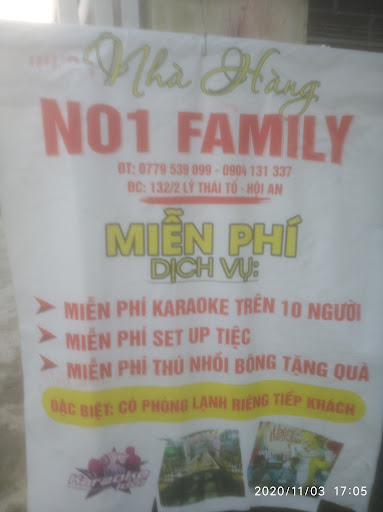 Nhà Hàng
NO1 FAMILY
ĐT: 0779 539 099 - 0904 131 337
ĐC: 132/2 LÝ THÁI TỔ - HỘI AN
MIỄN PHÍ
DỊCH VỤ:
MIỄN PHÍ KARAOKE TRÊN 10 NGƯỜI
MIỄN PHÍ SET UP TIỆC
MIỄN PHÍ THÚ NHỒI BÔNG TẶNG QUÀ
ĐẶC BIỆT: CÓ PHÒNG LẠNH RIÊNG TIẾP KHÁCH
Karaoke
2020/11/03 17:05